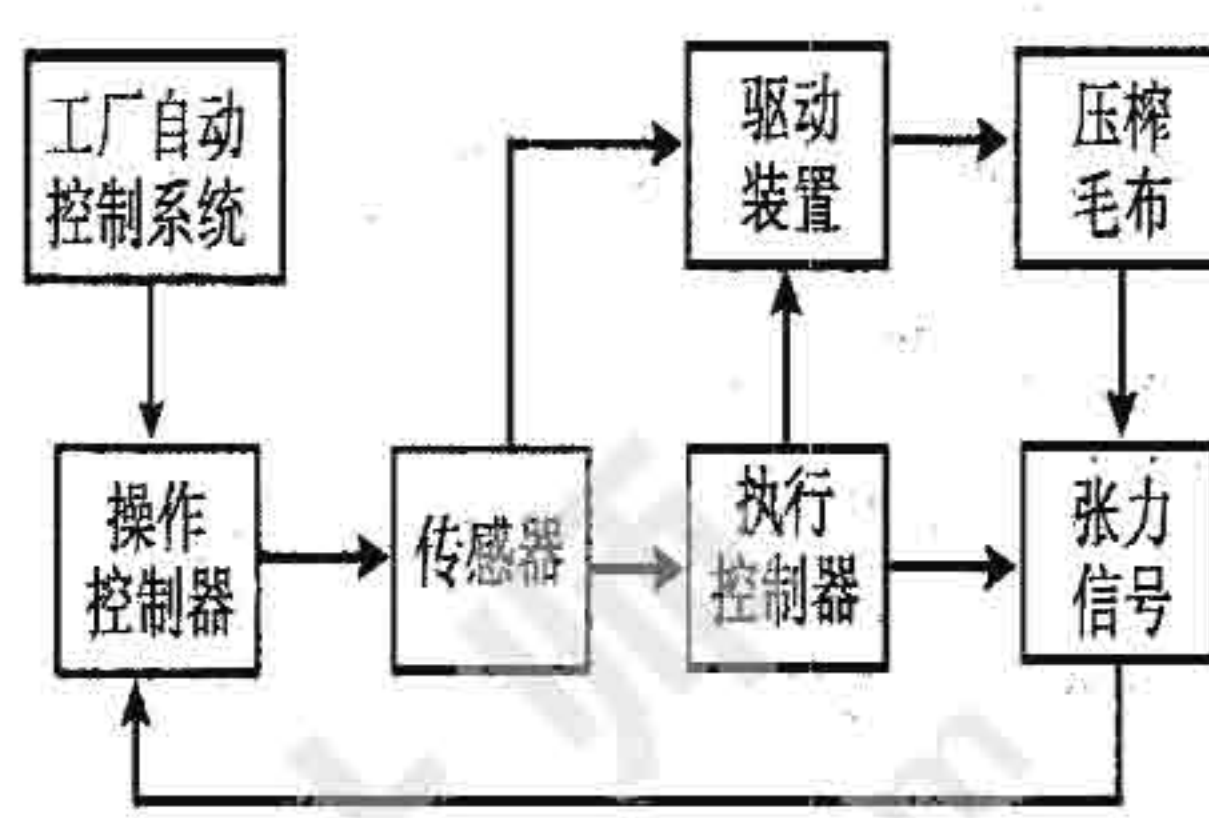 工厂自动
控制系统
驱动
装置
压榨
毛布
操作
控制器
传感器
执行
控制器
张力
信号